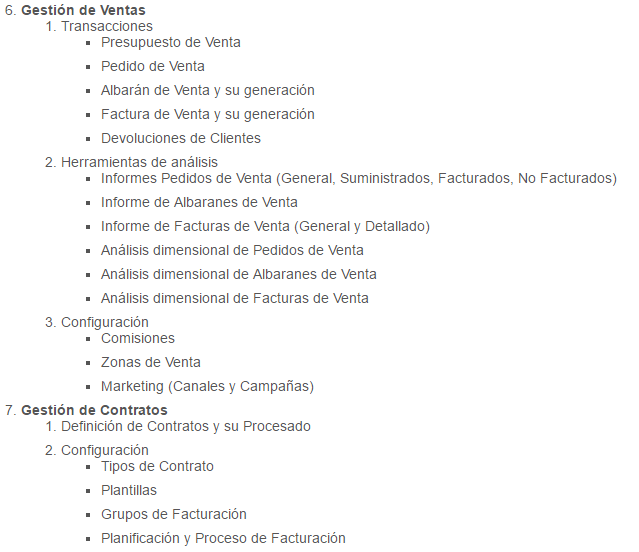 6. Gestión de Ventas
1. Transacciones
▪ Presupuesto de Venta
▪ Pedido de Venta
▪ Albarán de Venta y su generación
▪ Factura de Venta y su generación
▪ Devoluciones de Clientes
2. Herramientas de análisis
▪ Informes Pedidos de Venta (General, Suministrados, Facturados, No Facturados)
▪ Informe de Albaranes de Venta
▪ Informe de Facturas de Venta (General y Detallado)
▪ Análisis dimensional de Pedidos de Venta
▪ Análisis dimensional de Albaranes de Venta
▪ Análisis dimensional de Facturas de Venta
3. Configuración
▪ Comisiones
▪ Zonas de Venta
▪ Marketing (Canales y Campañas)
7. Gestión de Contratos
1. Definición de Contratos y su Procesado
2. Configuración
▪ Tipos de Contrato
▪ Plantillas
▪ Grupos de Facturación
▪ Planificación y Proceso de Facturación